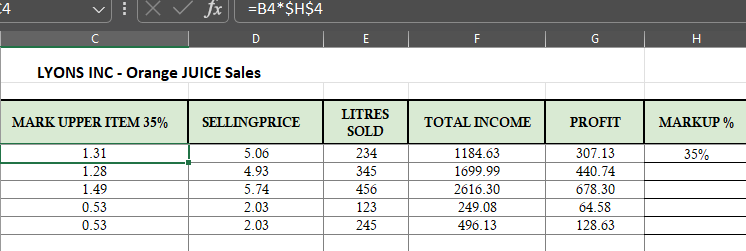 C4 =B4*$H$4
C D E F G H
LYONS INC - Orange JUICE Sales
MARK UPPER ITEM 35% SELLINGPRICE LITRES SOLD TOTAL INCOME PROFIT MARKUP %
1.31 5.06 234 1184.63 307.13 35%
1.28 4.93 345 1699.99 440.74
1.49 5.74 456 2616.30 678.30
0.53 2.03 123 249.08 64.58
0.53 2.03 245 496.13 128.63